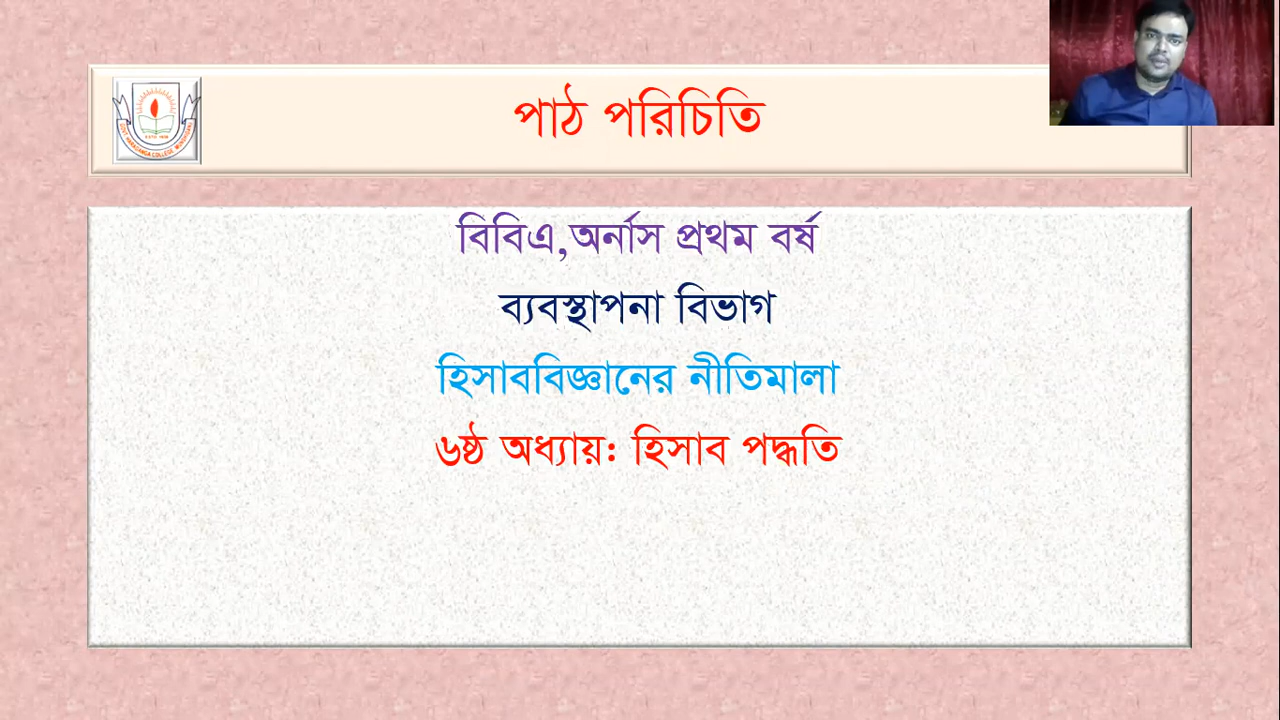 পাঠ পরিচিতি
বিবিএ,অর্নাস প্রথম বর্ষ
ব্যবস্থাপনা বিভাগ
হিসাববিজ্ঞানের নীতিমালা
৬ষ্ঠ অধ্যায়: হিসাব পদ্ধতি